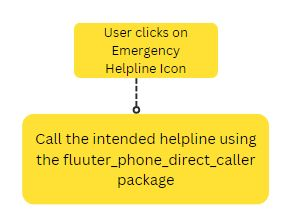 User clicks on
Emergency
Helpline Icon
Call the intended helpline using
the fluuter_phone_direct_caller
package